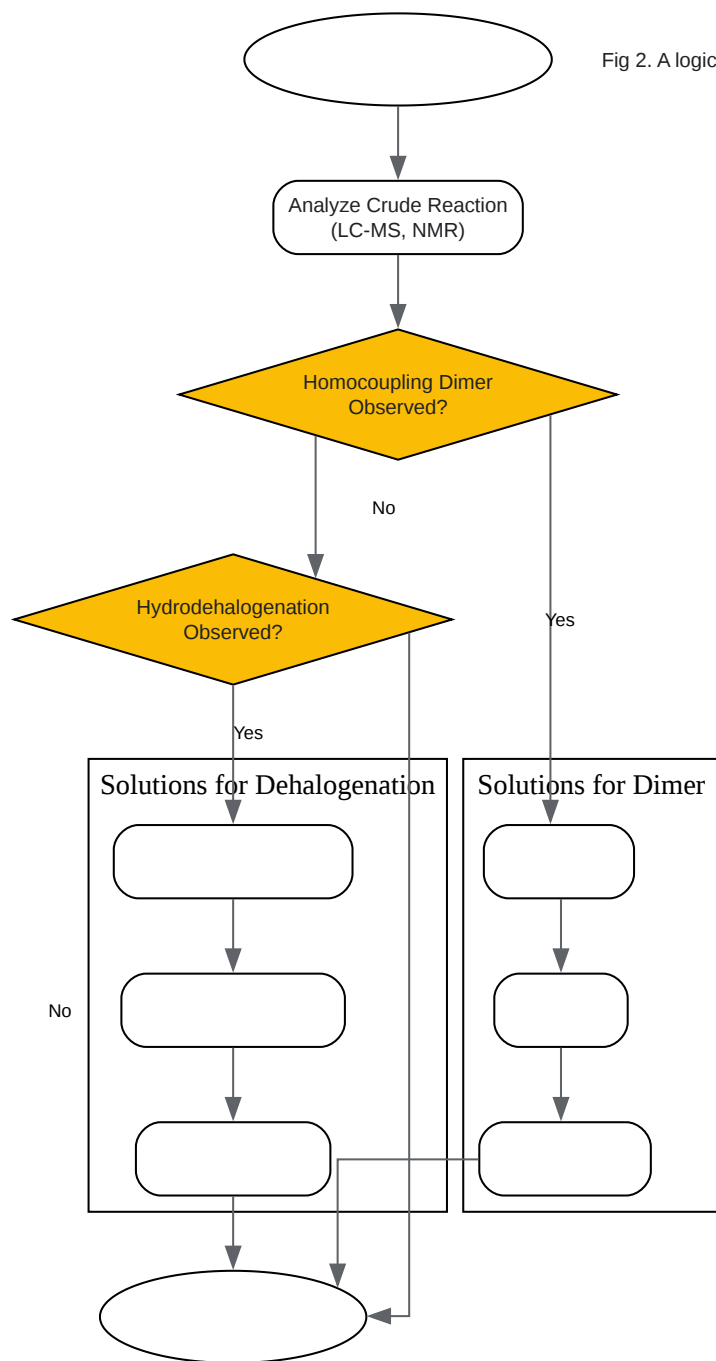 Fig 2. A logic
Analyze Crude Reaction
(LC-MS, NMR)
Homocoupling Dimer
Observed?
No
Hydrodehalogenation
Observed?
Yes
Yes
Solutions for Dehalogenation
Solutions for Dimer
No